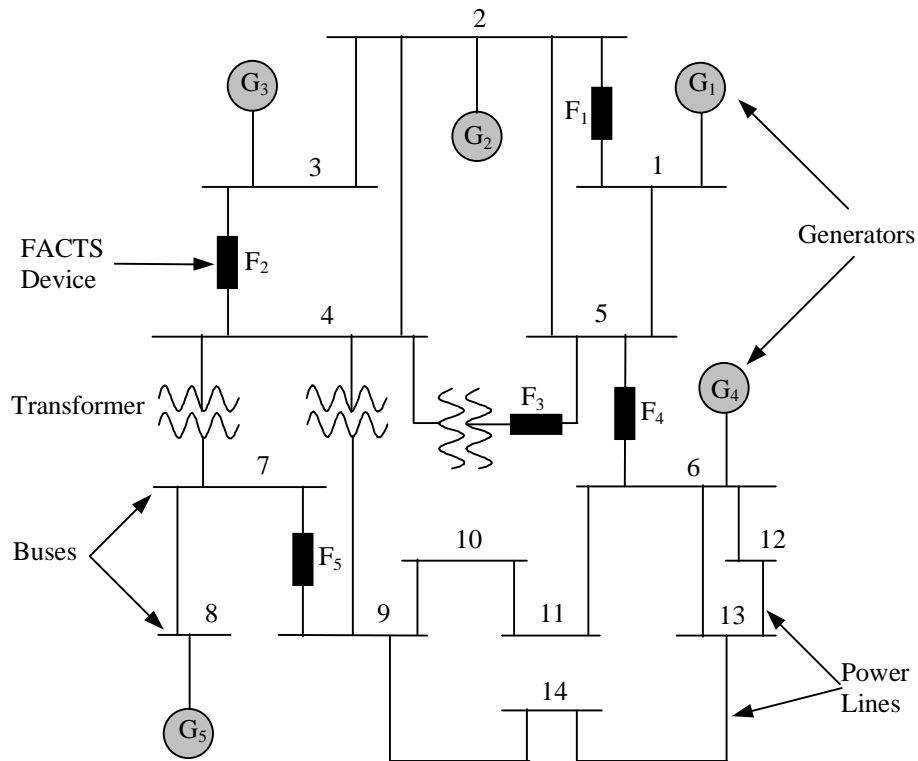 2
G3
G1
F1
G2
3
1
FACTS
Device
F2
Generators
4
5
Transformer
F3
F4
G4
7
6
Buses
F5
10
12
8
9
11
13
14
Power
Lines
G5